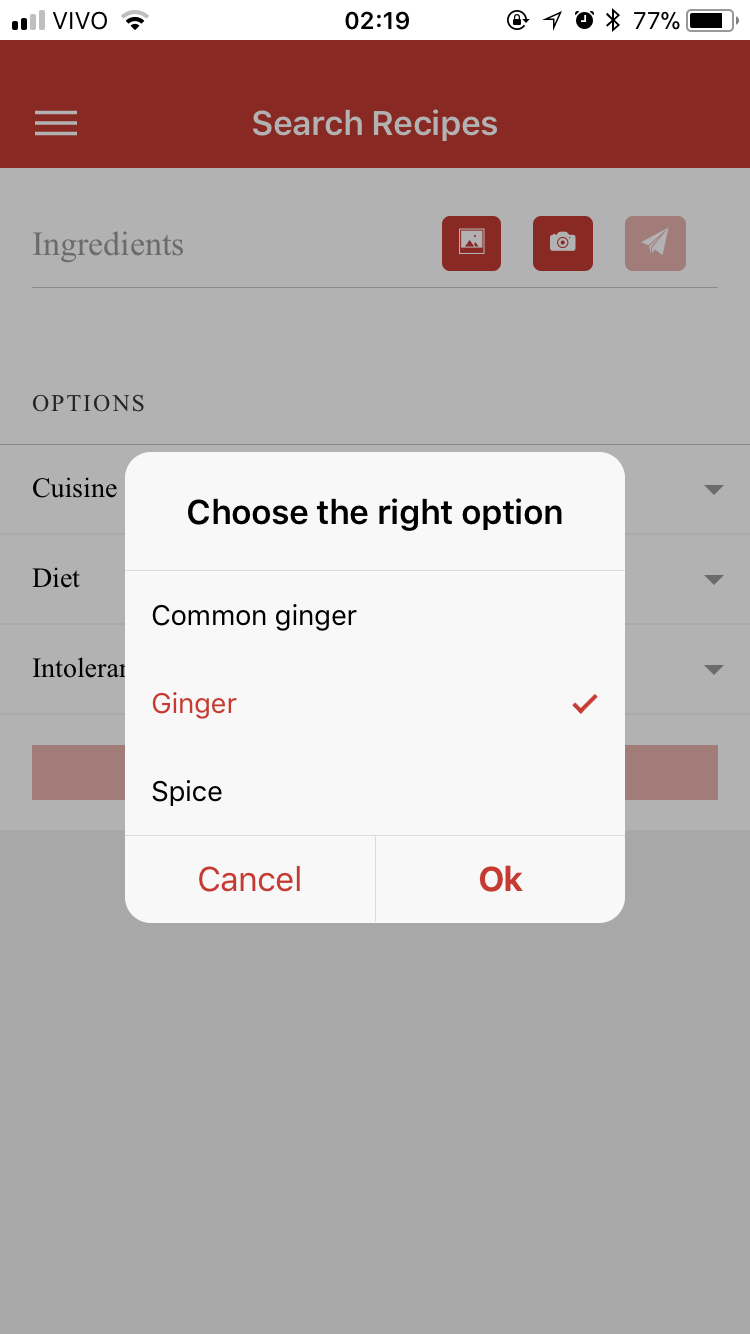 VIVO 02:19 77%
Search Recipes
Ingredients
OPTIONS
Cuisine
Choose the right option
Diet
Common ginger
Ginger
Spice
Cancel Ok